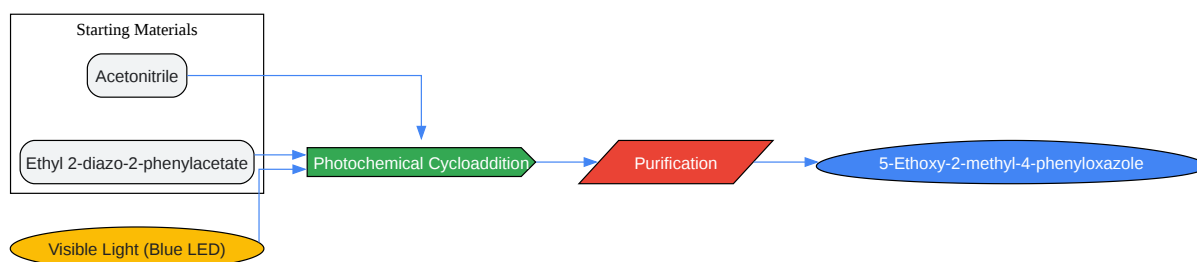 Starting Materials
Acetonitrile
Ethyl 2-diazo-2-phenylacetate
Photochemical Cycloaddition
Purification
5-Ethoxy-2-methyl-4-phenyloxazole
Visible Light (Blue LED)